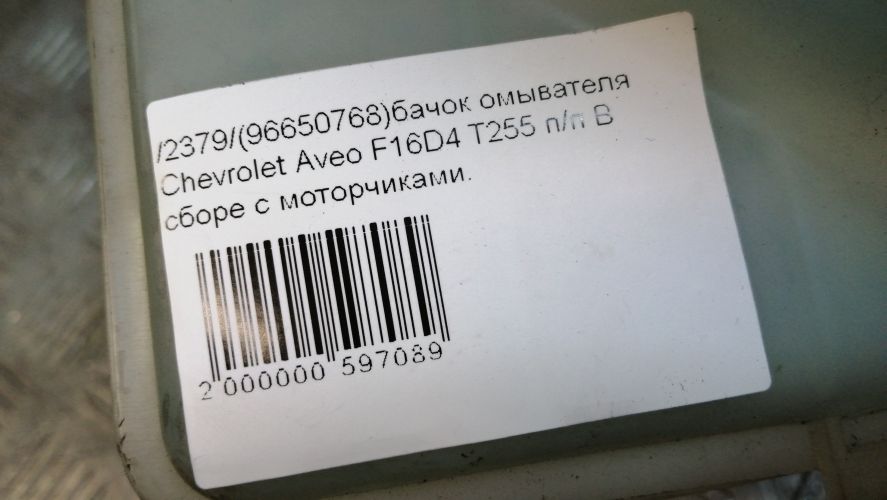 /2379/(96650768)бачок омывателя
Chevrolet Aveo F16D4 T255 п/п В
сборе с моторчиками.
2 000000 597089